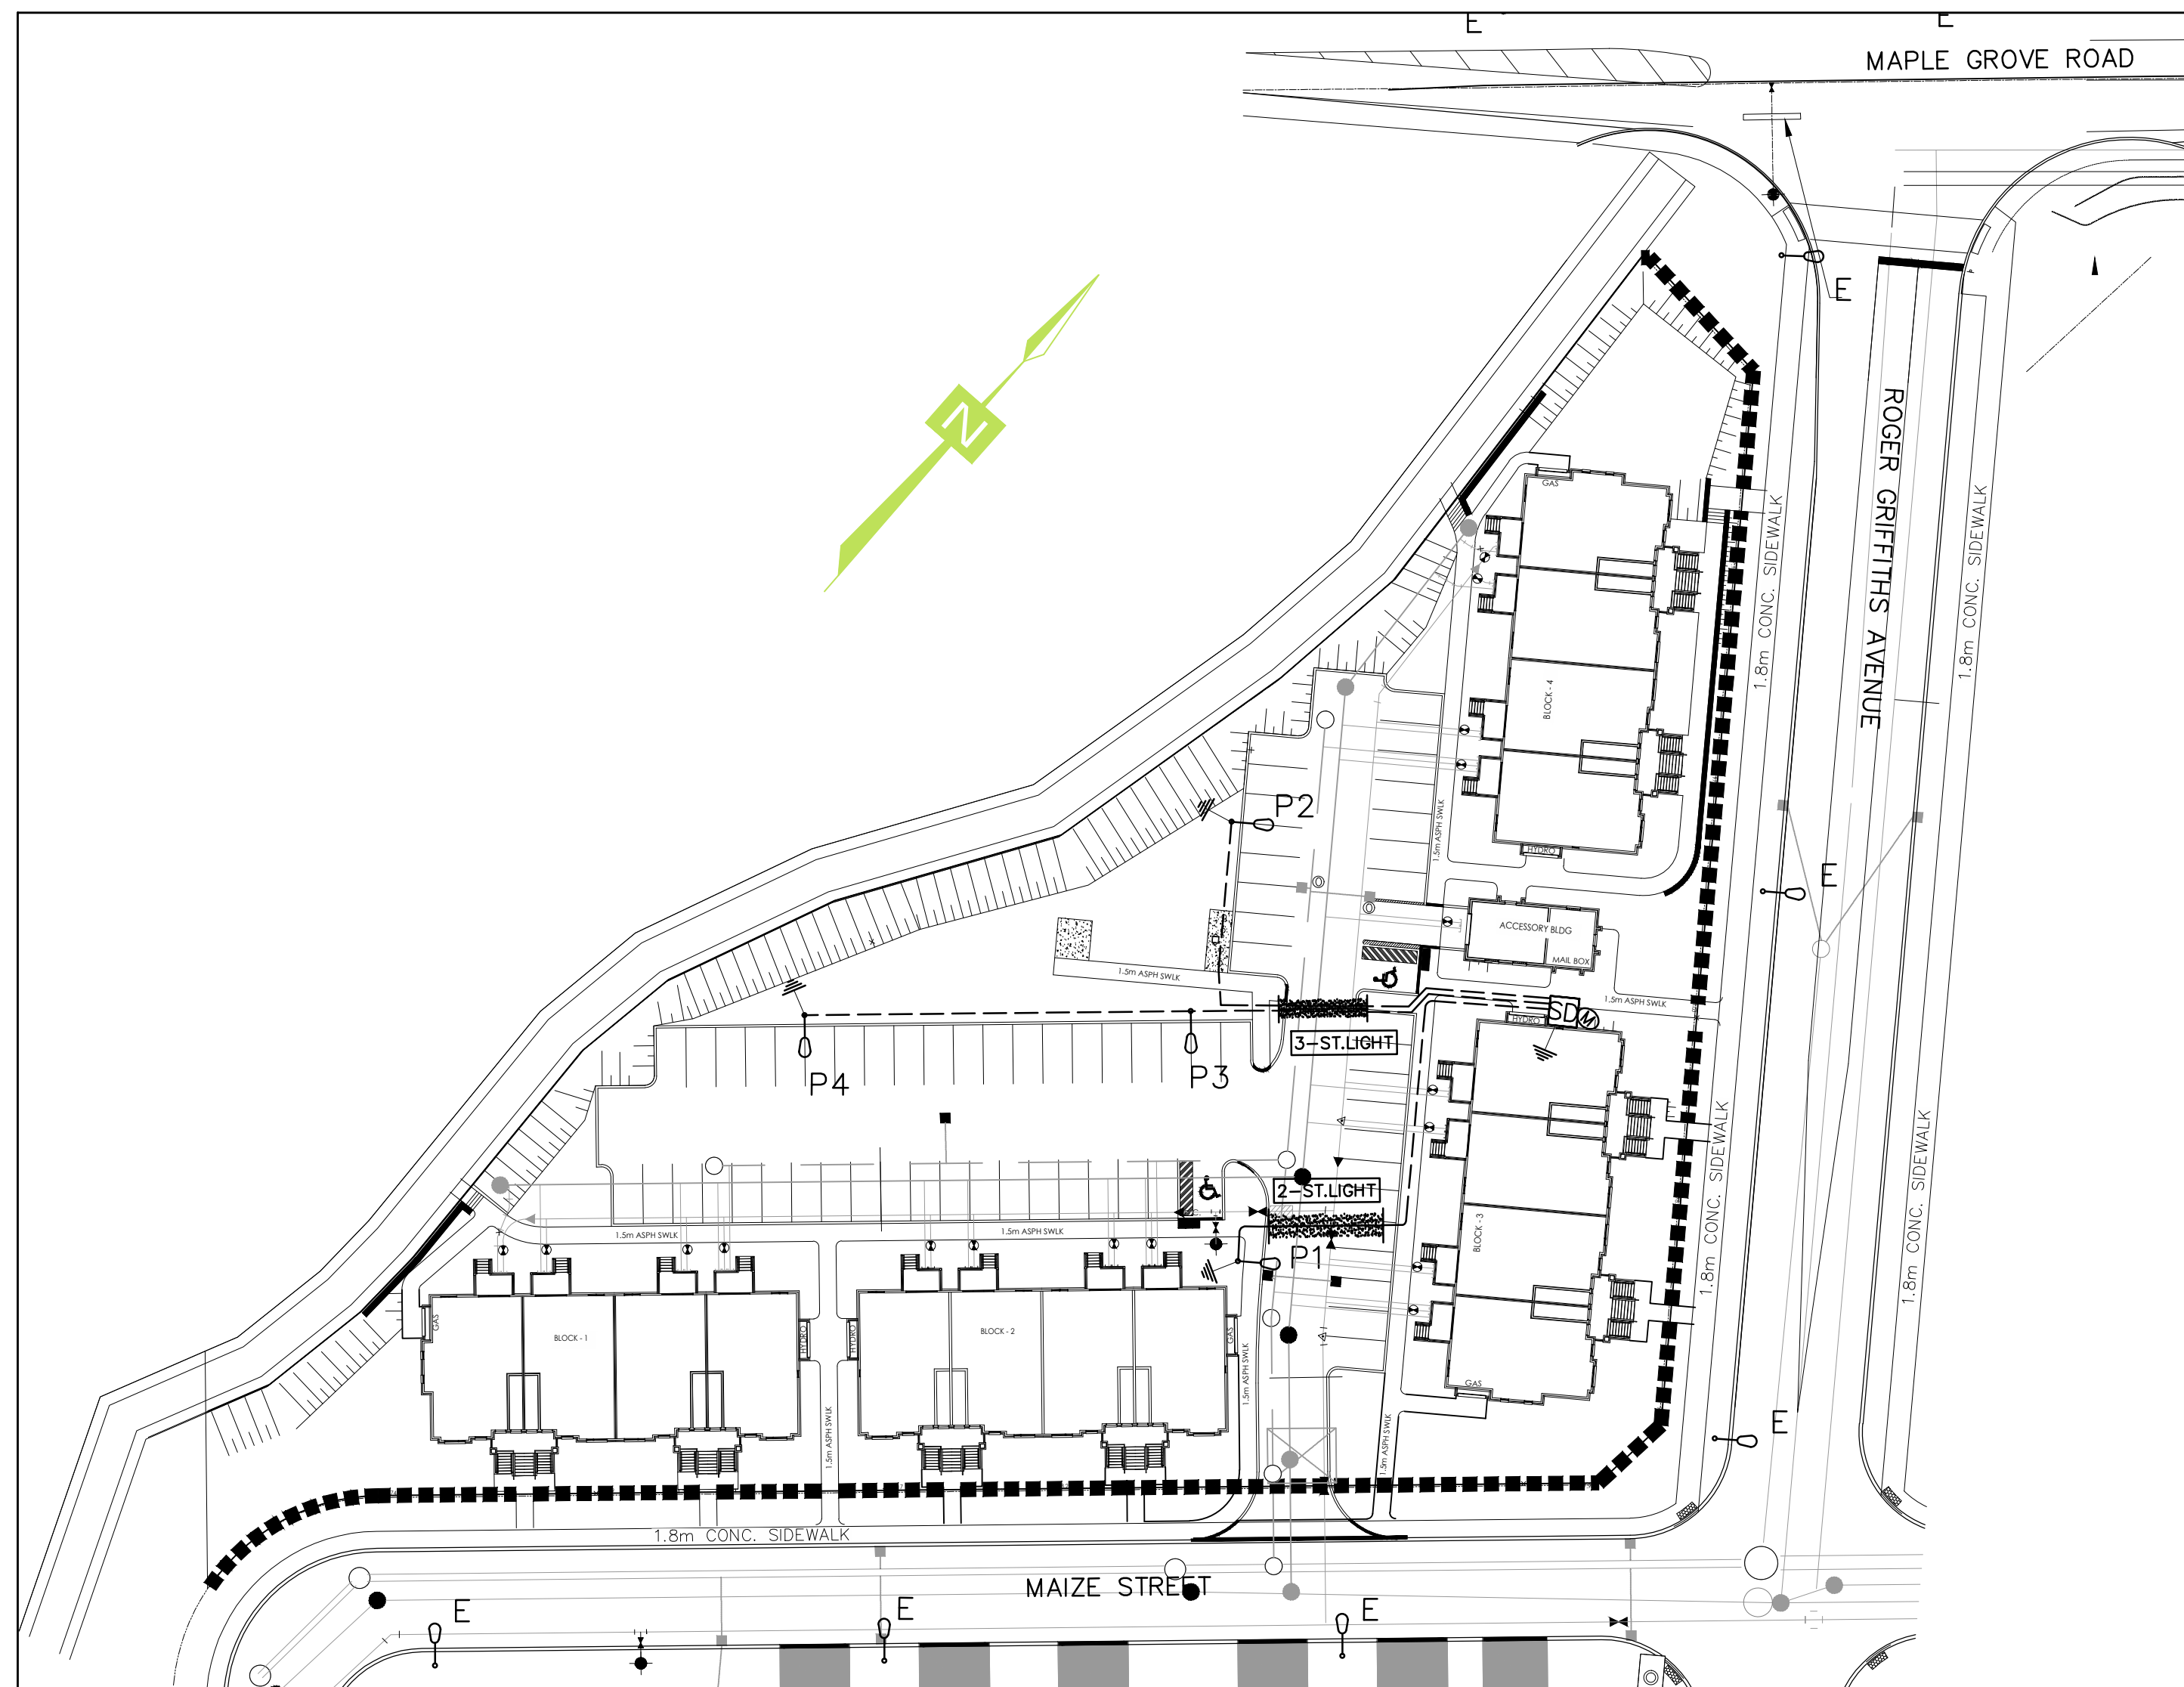 E
E
MAPLE GROVE ROAD
E
N
ROGER GRIFFITHS AVENUE
1.8m CONC. SIDEWALK
1.8m CONC. SIDEWALK
GAS
BLOCK - 4
P2
1.5m ASPH SWLK
HYDRO
E
ACCESSORY BLDG
MAIL BOX
1.5m ASPH SWLK
1.5m ASPH SWLK
SD
M
HYDRO
3-ST.LIGHT
P4
P3
1.8m CONC. SIDEWALK
1.8m CONC. SIDEWALK
2-ST.LIGHT
1.5m ASPH SWLK
1.5m ASPH SWLK
BLOCK - 3
P1
GAS
BLOCK - 1
HYDRO
HYDRO
BLOCK - 2
GAS
1.5m ASPH SWLK
GAS
1.5m ASPH SWLK
1.5m ASPH SWLK
E
1.8m CONC. SIDEWALK
MAIZE STREET
E
E
E